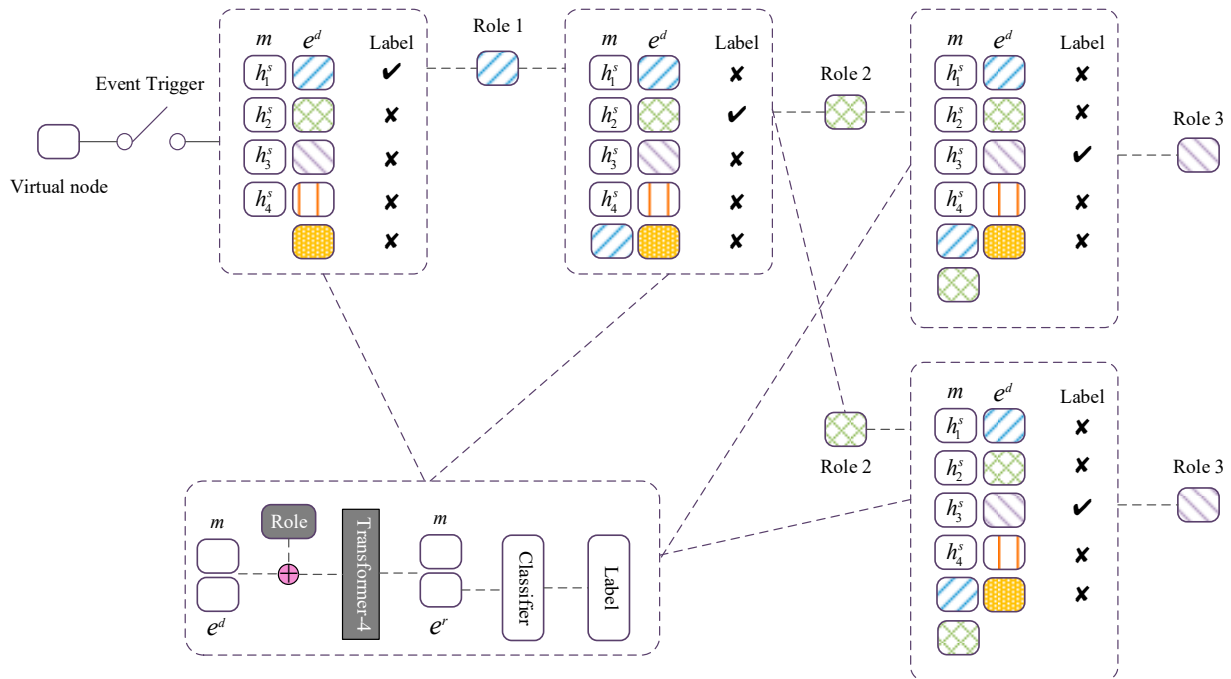 Event Trigger
Virtual node
m e^d Label
h_1^s ✔
h_2^s ✘
h_3^s ✘
h_4^s ✘
✘
Role 1
m e^d Label
h_1^s ✘
h_2^s ✔
h_3^s ✘
h_4^s ✘
✘
Role 2
m e^d Label
h_1^s ✘
h_2^s ✘
h_3^s ✔
h_4^s ✘
✘
Role 3
Role 2
m e^d Label
h_1^s ✘
h_2^s ✘
h_3^s ✔
h_4^s ✘
✘
Role 3
m
e^d
Role
+
Transformer-4
m
e^r
Classifier
Label